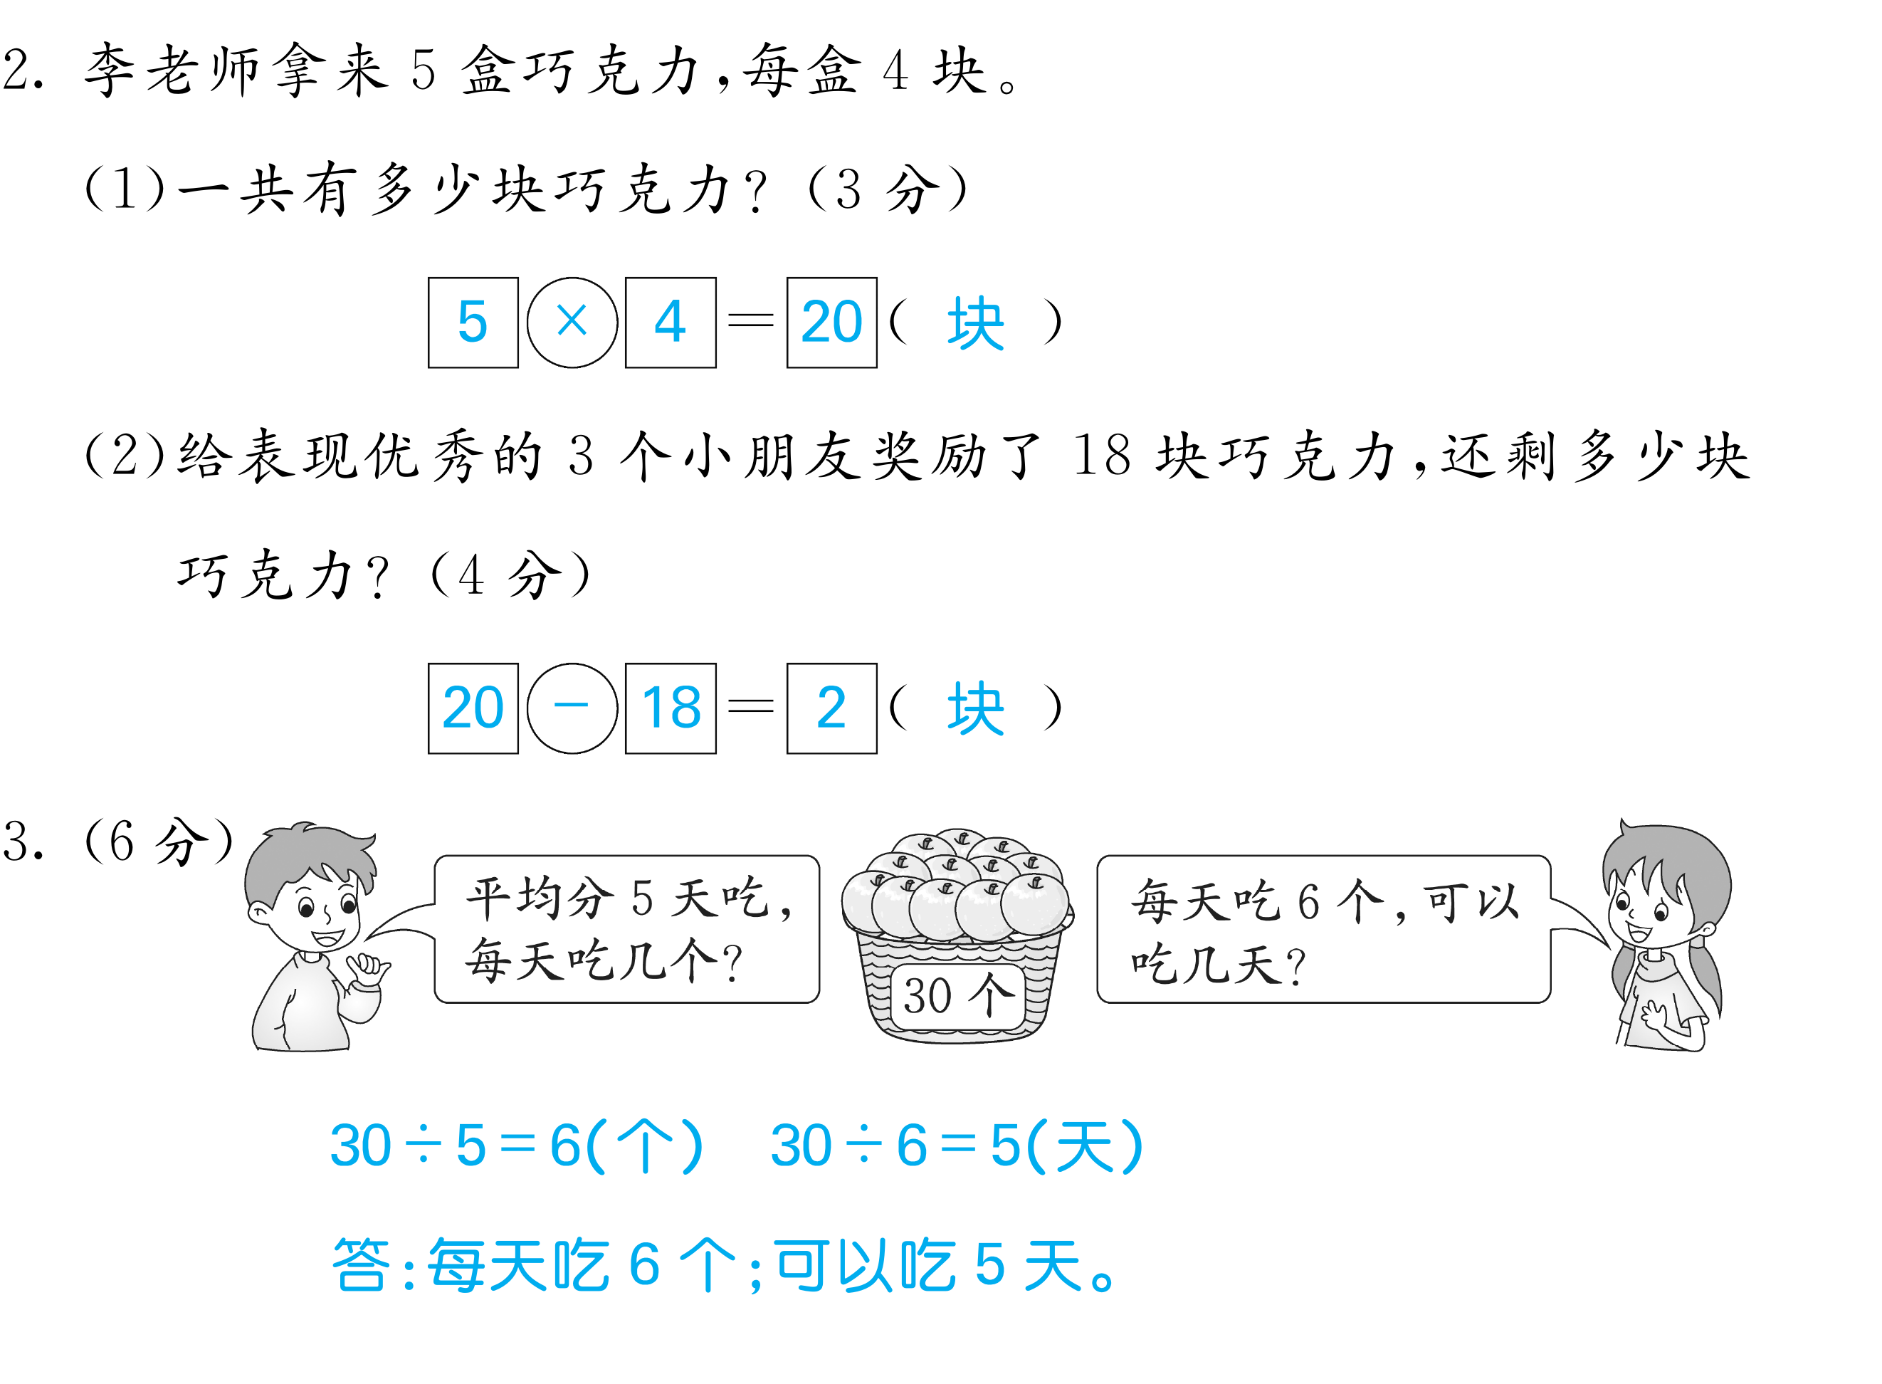 2. 李老师拿来 5 盒巧克力,每盒 4 块。
(1)一共有多少块巧克力?(3 分)
5 × 4 = 20 ( 块 )
(2)给表现优秀的 3 个小朋友奖励了 18 块巧克力,还剩多少块
巧克力?(4 分)
20 - 18 = 2 ( 块 )
3. (6 分)
平均分 5 天吃,
每天吃几个?
30 个
每天吃 6 个,可以
吃几天?
30÷5=6(个) 30÷6=5(天)
答:每天吃 6 个;可以吃 5 天。